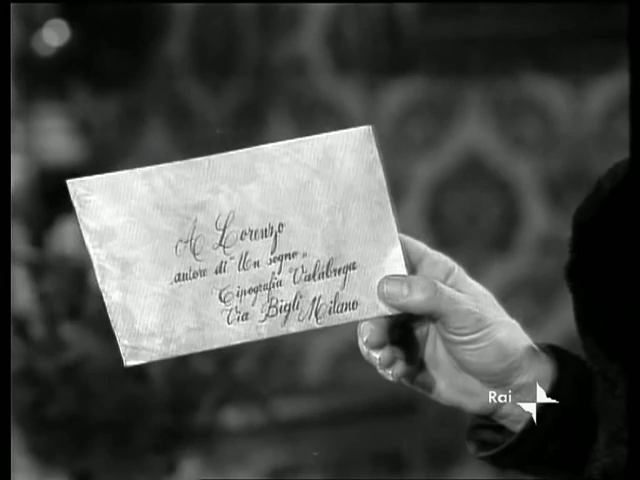 A Lorenzo
autore di "Un sogno"
Tipografia Valabrega
Via Bigli Milano
Rai